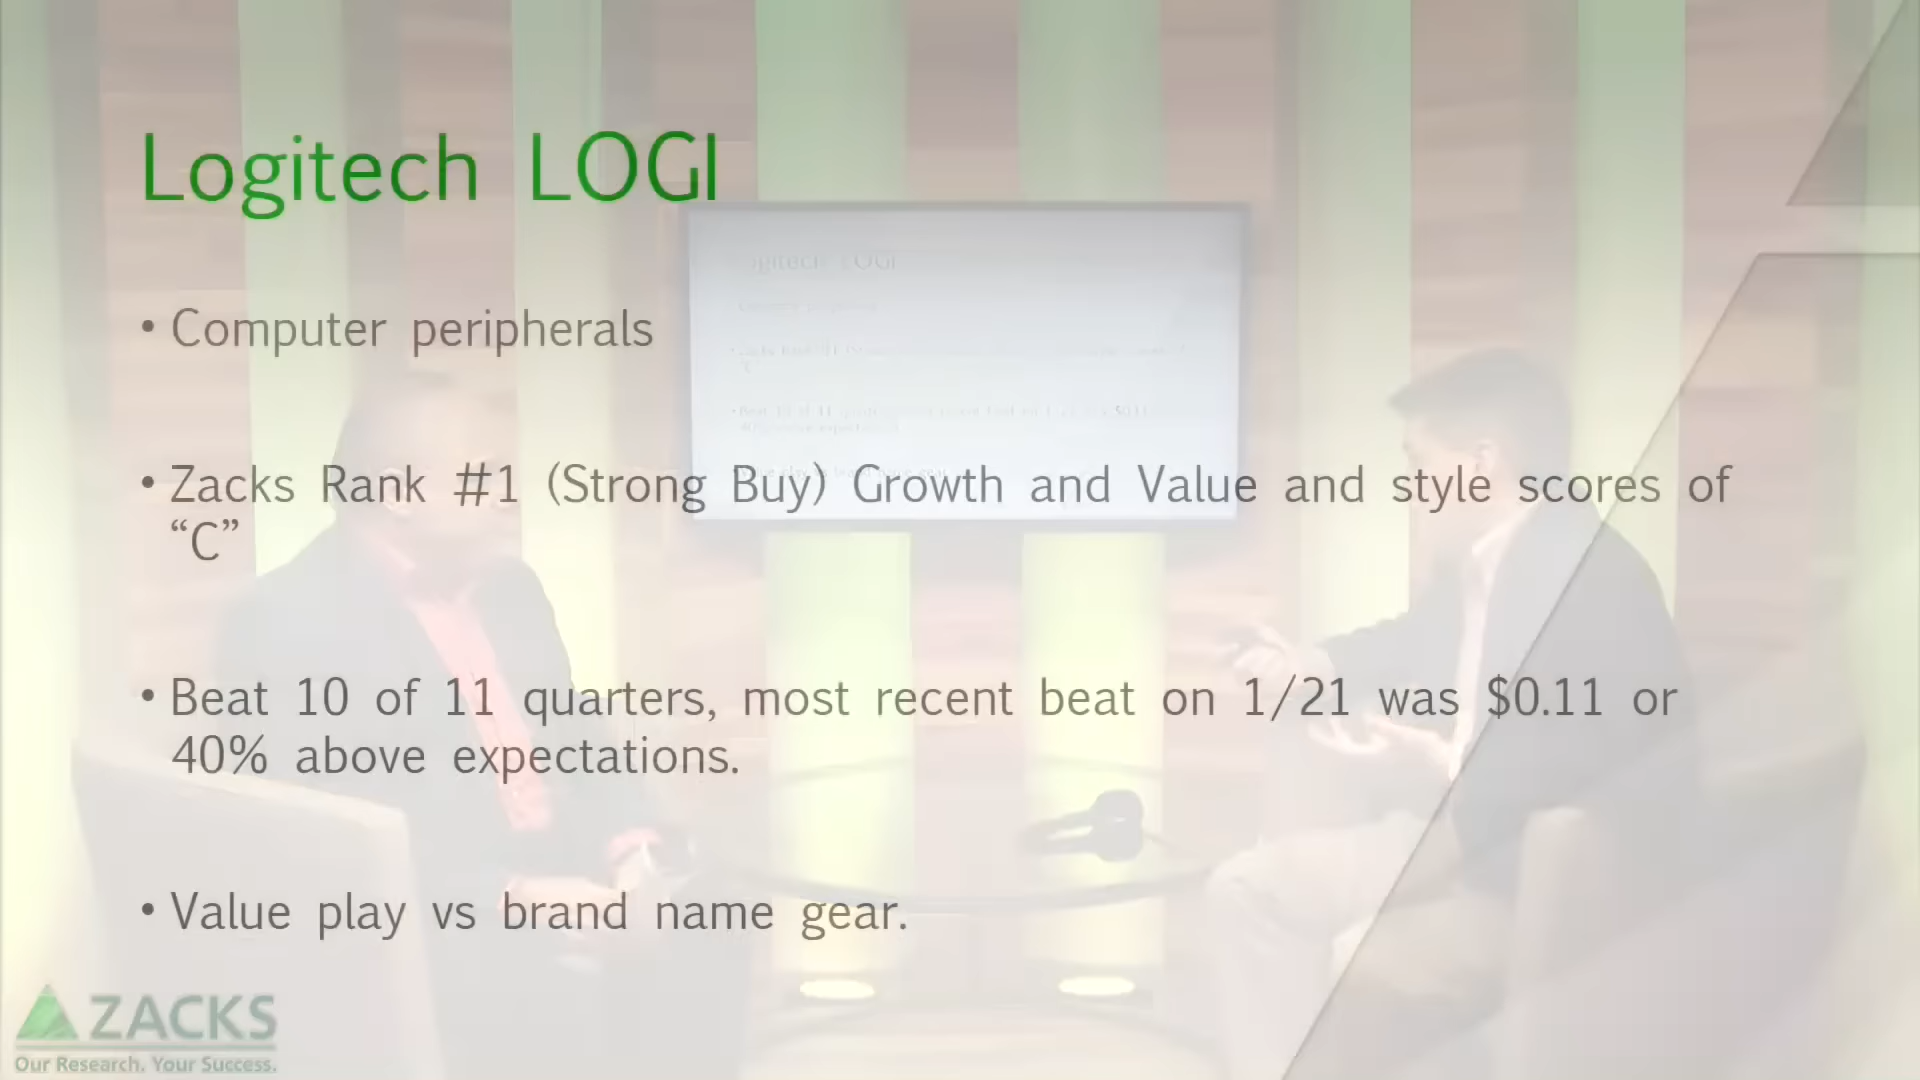 Logitech LOGI
• Computer peripherals
• Zacks Rank #1 (Strong Buy) Growth and Value and style scores of
“C”
• Beat 10 of 11 quarters, most recent beat on 1/21 was $0.11 or
40% above expectations.
• Value play vs brand name gear.
ZACKS
Our Research. Your Success.